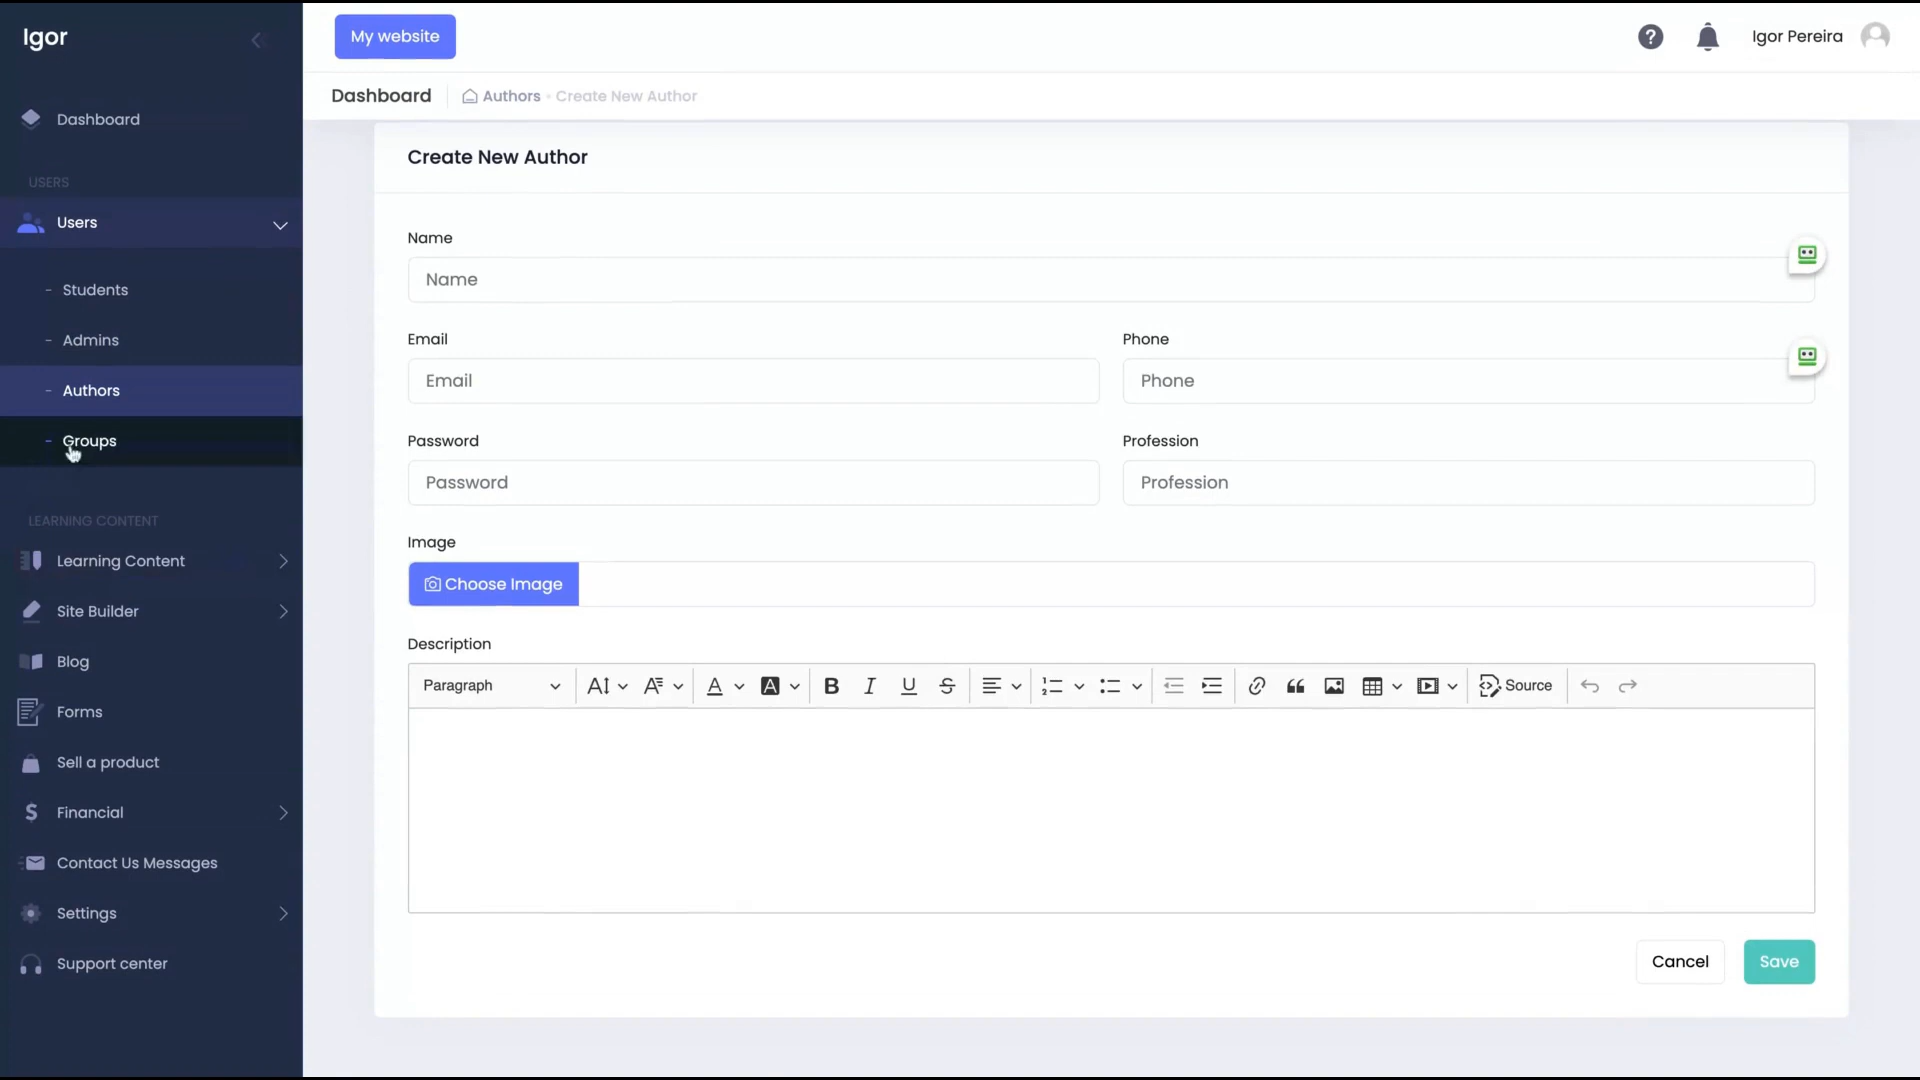 Igor
My website
Igor Pereira
Dashboard
Authors • Create New Author
Dashboard
USERS
Users
- Students
- Admins
- Authors
- Groups
LEARNING CONTENT
Learning Content
Site Builder
Blog
Forms
Sell a product
Financial
Contact Us Messages
Settings
Support center
Create New Author
Name
Name
Email
Phone
Email
Phone
Password
Profession
Password
Profession
Image
Choose Image
Description
Paragraph
Source
Cancel
Save